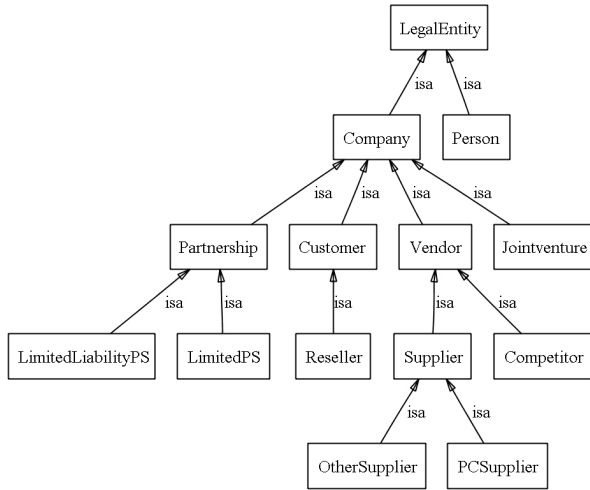 LegalEntity
isa isa
Company Person
isa isa isa isa
Partnership Customer Vendor Jointventure
isa isa isa isa isa
LimitedLiabilityPS LimitedPS Reseller Supplier Competitor
isa isa
OtherSupplier PCSupplier